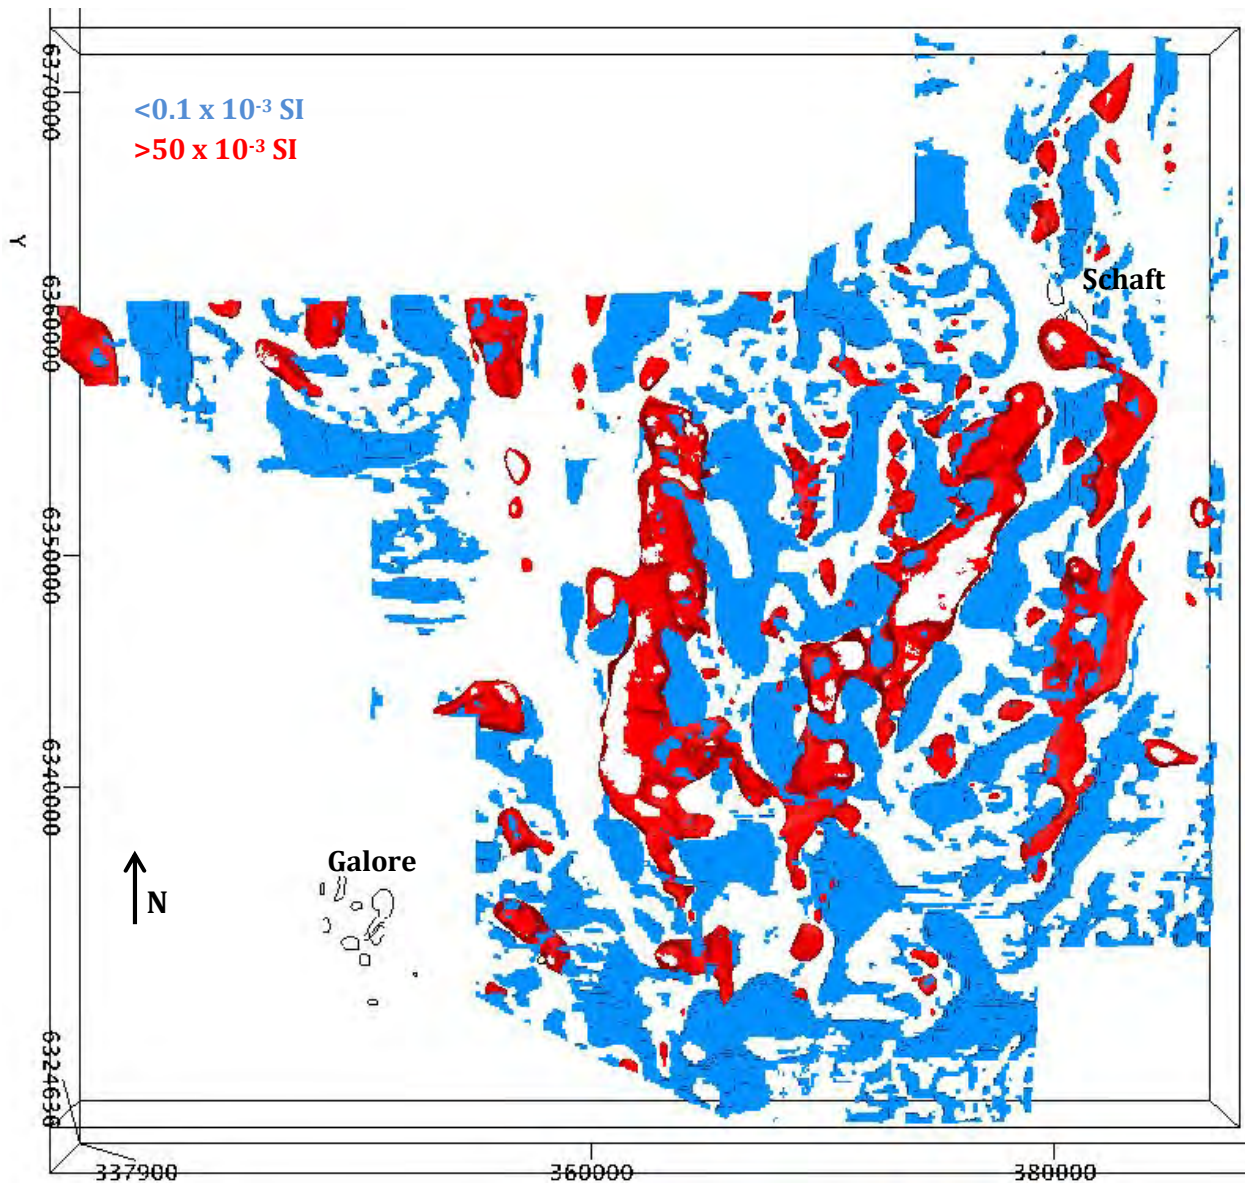 <0.1 x 10⁻³ SI
>50 x 10⁻³ SI
6370000
Y
Schaft
6360000
6350000
6340000
Galore
N
6324630
337900
360000
380000